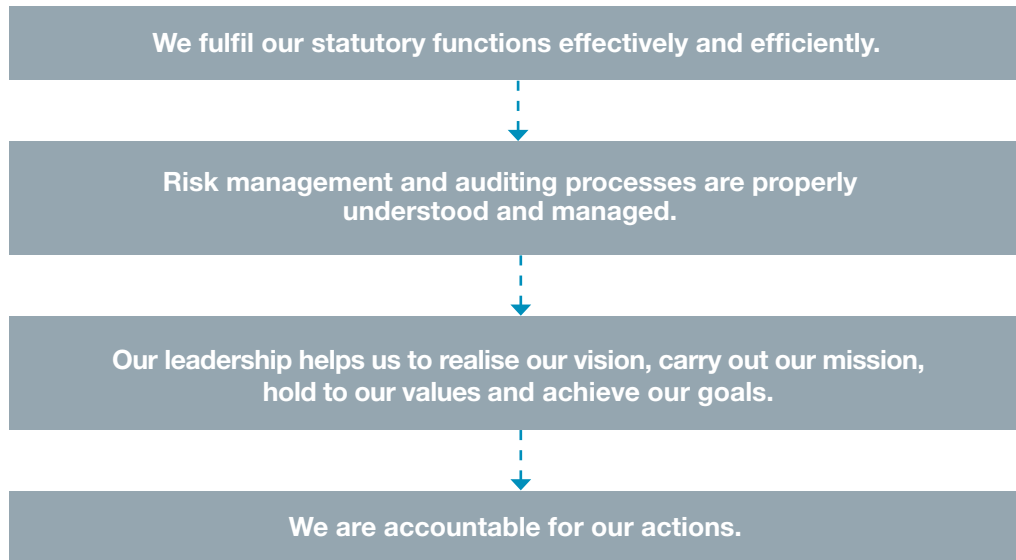 We fulfil our statutory functions effectively and efficiently.
Risk management and auditing processes are properly
understood and managed.
Our leadership helps us to realise our vision, carry out our mission,
hold to our values and achieve our goals.
We are accountable for our actions.